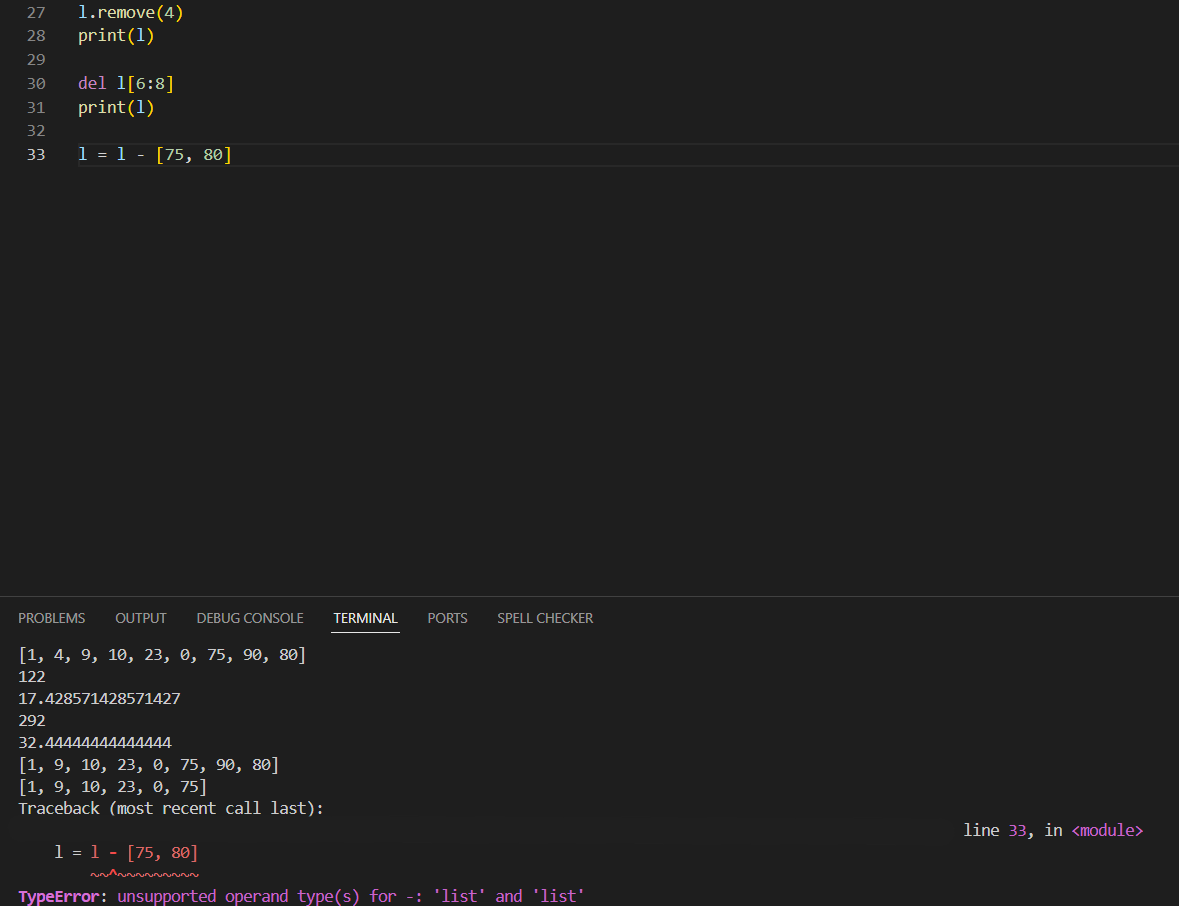 27 l.remove(4)
28 print(l)
29
30 del l[6:8]
31 print(l)
32
33 l = l - [75, 80]
PROBLEMS OUTPUT DEBUG CONSOLE TERMINAL PORTS SPELL CHECKER
[1, 4, 9, 10, 23, 0, 75, 90, 80]
122
17.428571428571427
292
32.44444444444444
[1, 9, 10, 23, 0, 75, 90, 80]
[1, 9, 10, 23, 0, 75]
Traceback (most recent call last):
line 33, in <module>
l = l - [75, 80]
~~^~~~~~~~~~
TypeError: unsupported operand type(s) for -: 'list' and 'list'